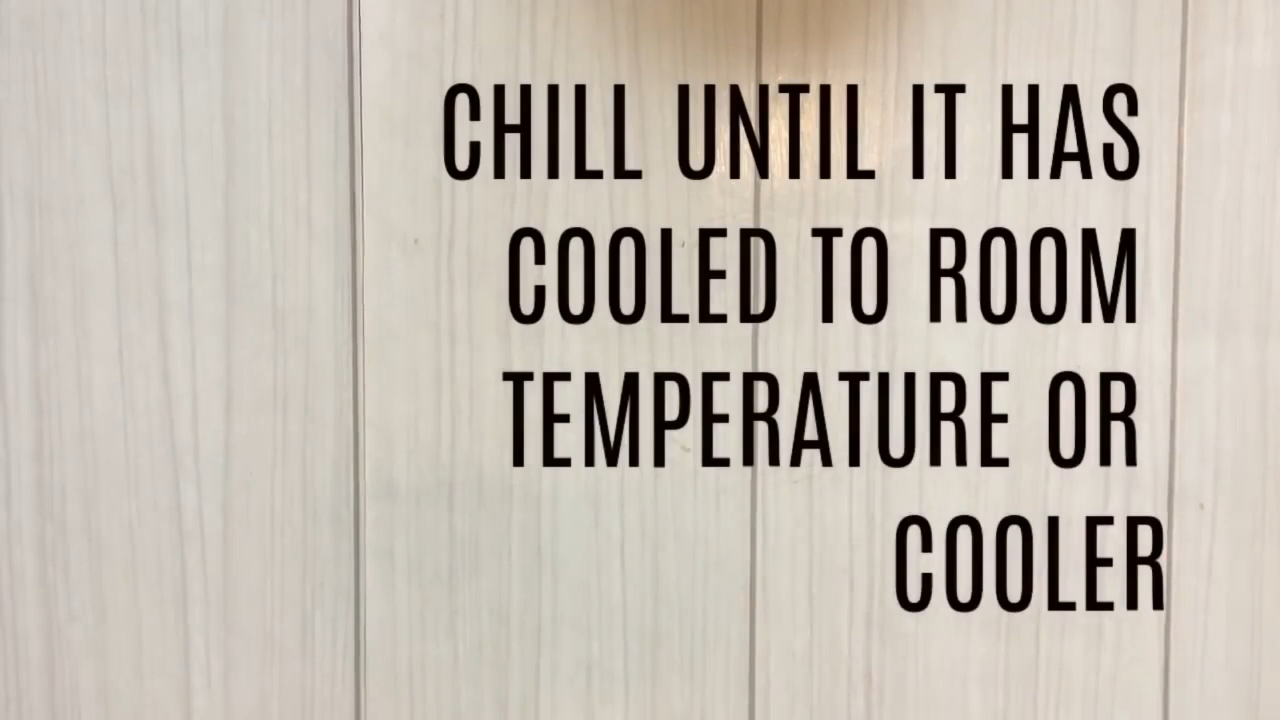 CHILL UNTIL IT HAS
COOLED TO ROOM
TEMPERATURE OR
COOLER